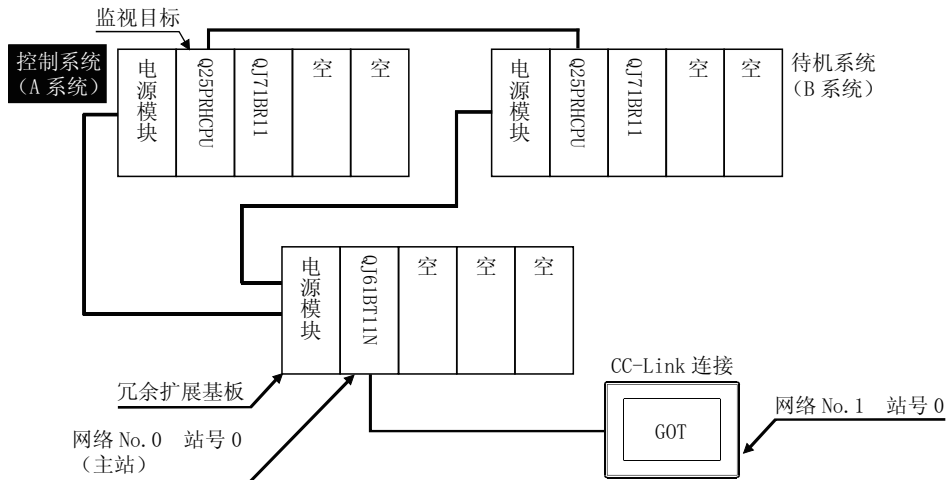 监视目标
控制系统
（A 系统）
电源模块
Q25PRHCPU
QJ71BR11
空
空
电源模块
Q25PRHCPU
QJ71BR11
空
空
待机系统
（B 系统）
电源模块
QJ61BT11N
空
空
空
冗余扩展基板
网络 No.0 站号 0
（主站）
CC-Link 连接
GOT
网络 No.1 站号 0